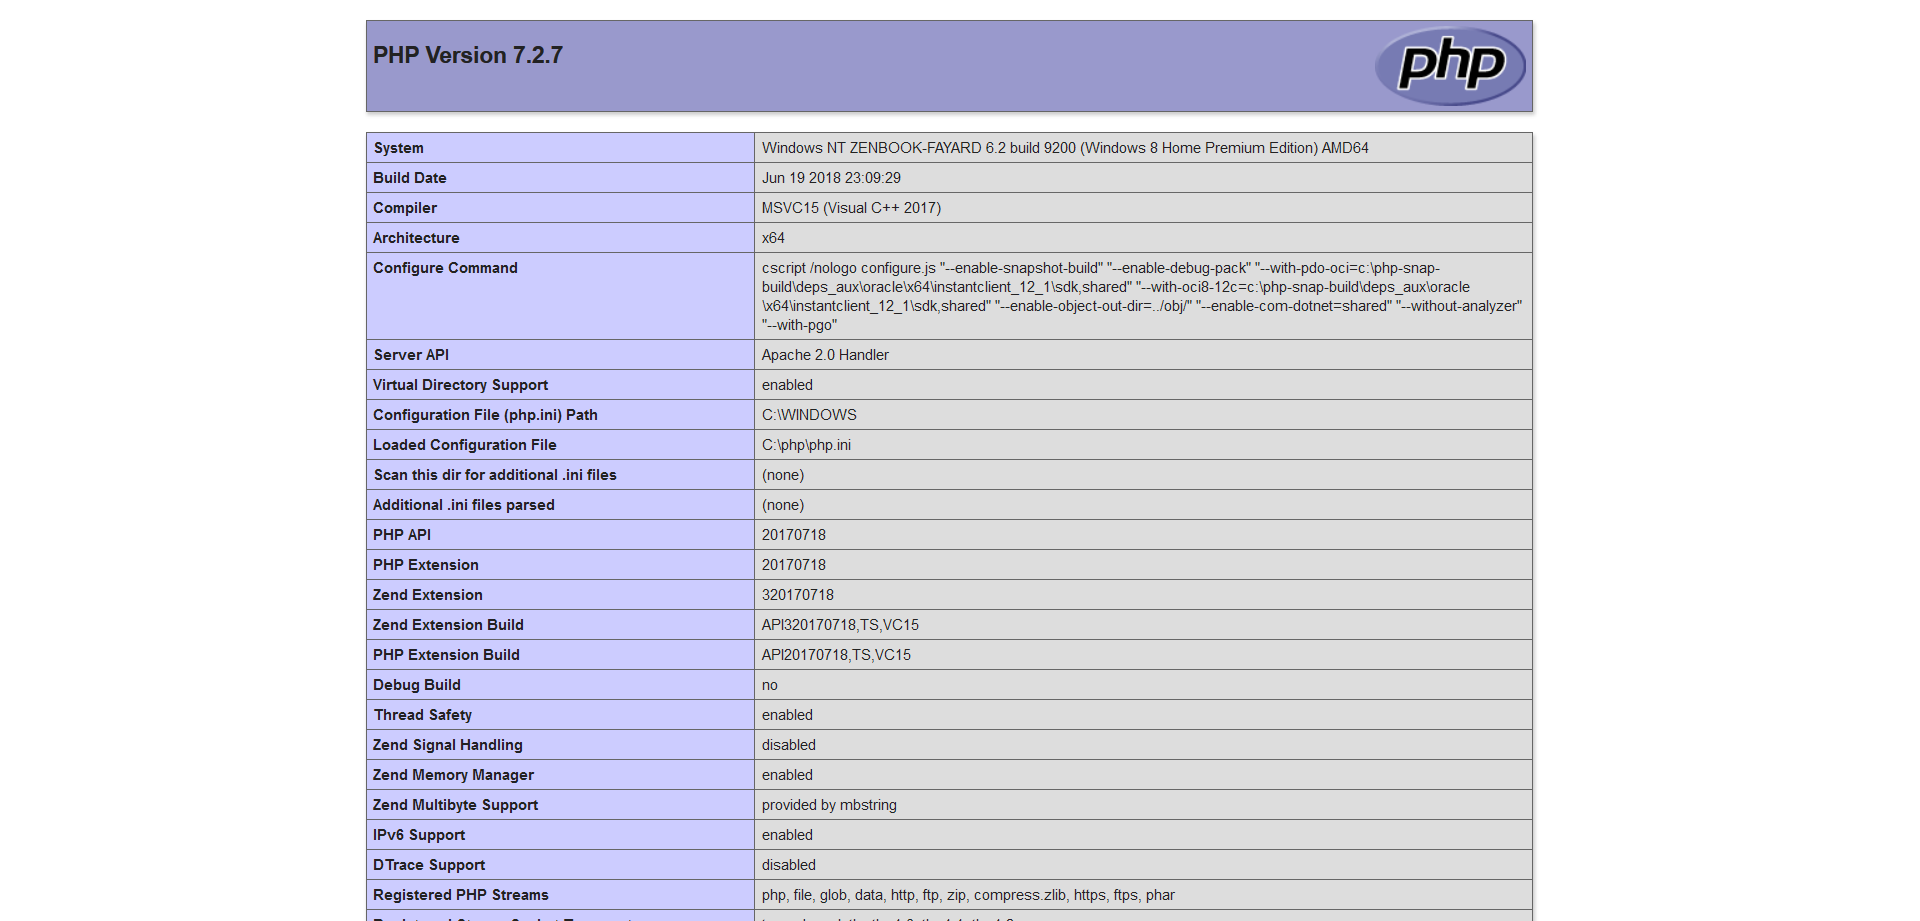 PHP Version 7.2.7
php
System Windows NT ZENBOOK-FAYARD 6.2 build 9200 (Windows 8 Home Premium Edition) AMD64
Build Date Jun 19 2018 23:09:29
Compiler MSVC15 (Visual C++ 2017)
Architecture x64
Configure Command cscript /nologo configure.js "--enable-snapshot-build" "--enable-debug-pack" "--with-pdo-oci=c:\php-snap-
build\deps_aux\oracle\x64\instantclient_12_1\sdk,shared" "--with-oci8-12c=c:\php-snap-build\deps_aux\oracle
\x64\instantclient_12_1\sdk,shared" "--enable-object-out-dir=../obj/" "--enable-com-dotnet=shared" "--without-analyzer"
"--with-pgo"
Server API Apache 2.0 Handler
Virtual Directory Support enabled
Configuration File (php.ini) Path C:\WINDOWS
Loaded Configuration File C:\php\php.ini
Scan this dir for additional .ini files (none)
Additional .ini files parsed (none)
PHP API 20170718
PHP Extension 20170718
Zend Extension 320170718
Zend Extension Build API320170718,TS,VC15
PHP Extension Build API20170718,TS,VC15
Debug Build no
Thread Safety enabled
Zend Signal Handling disabled
Zend Memory Manager enabled
Zend Multibyte Support provided by mbstring
IPv6 Support enabled
DTrace Support disabled
Registered PHP Streams php, file, glob, data, http, ftp, zip, compress.zlib, https, ftps, phar